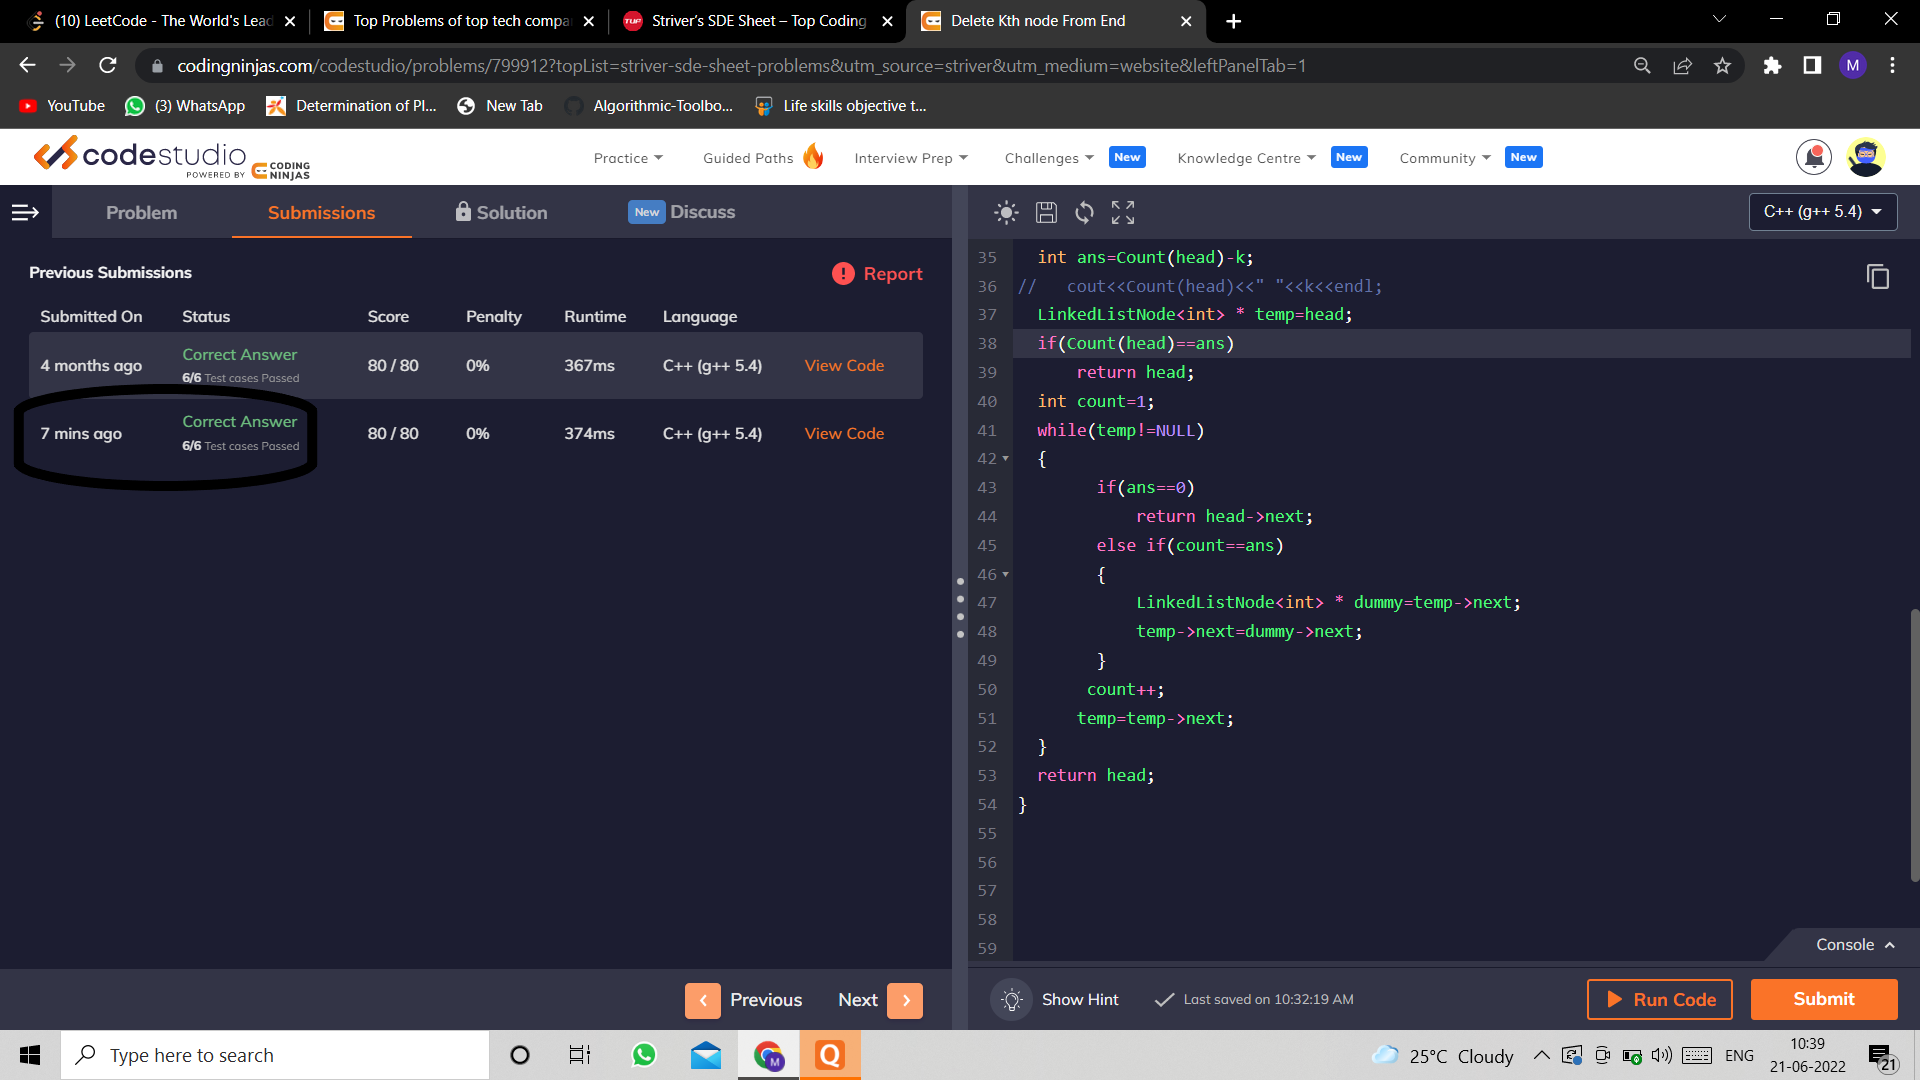 (10) LeetCode - The World's Lead
Top Problems of top tech compa
TUF Striver's SDE Sheet – Top Coding
Delete Kth node From End
codingninjas.com/codestudio/problems/799912?topList=striver-sde-sheet-problems&utm_source=striver&utm_medium=website&leftPanelTab=1
M
YouTube
(3) WhatsApp
Determination of Pl...
New Tab
Algorithmic-Toolbo...
Life skills objective t...
codestudio
POWERED BY CODING NINJAS
Practice
Guided Paths
Interview Prep
Challenges New
Knowledge Centre New
Community New
Problem
Submissions
Solution
New Discuss
C++ (g++ 5.4)
Previous Submissions
! Report
Submitted On Status Score Penalty Runtime Language
4 months ago Correct Answer 80 / 80 0% 367ms C++ (g++ 5.4) View Code
6/6 Test cases Passed
7 mins ago Correct Answer 80 / 80 0% 374ms C++ (g++ 5.4) View Code
6/6 Test cases Passed
35 int ans=Count(head)-k;
36 // cout<<Count(head)<<" "<<k<<endl;
37 LinkedListNode<int> * temp=head;
38 if(Count(head)==ans)
39 return head;
40 int count=1;
41 while(temp!=NULL)
42 {
43 if(ans==0)
44 return head->next;
45 else if(count==ans)
46 {
47 LinkedListNode<int> * dummy=temp->next;
48 temp->next=dummy->next;
49 }
50 count++;
51 temp=temp->next;
52 }
53 return head;
54 }
55
56
57
58
59
Console
Previous
Next
Show Hint
Last saved on 10:32:19 AM
Run Code
Submit
Type here to search
M
Q
25°C Cloudy
ENG
10:39
21-06-2022
21